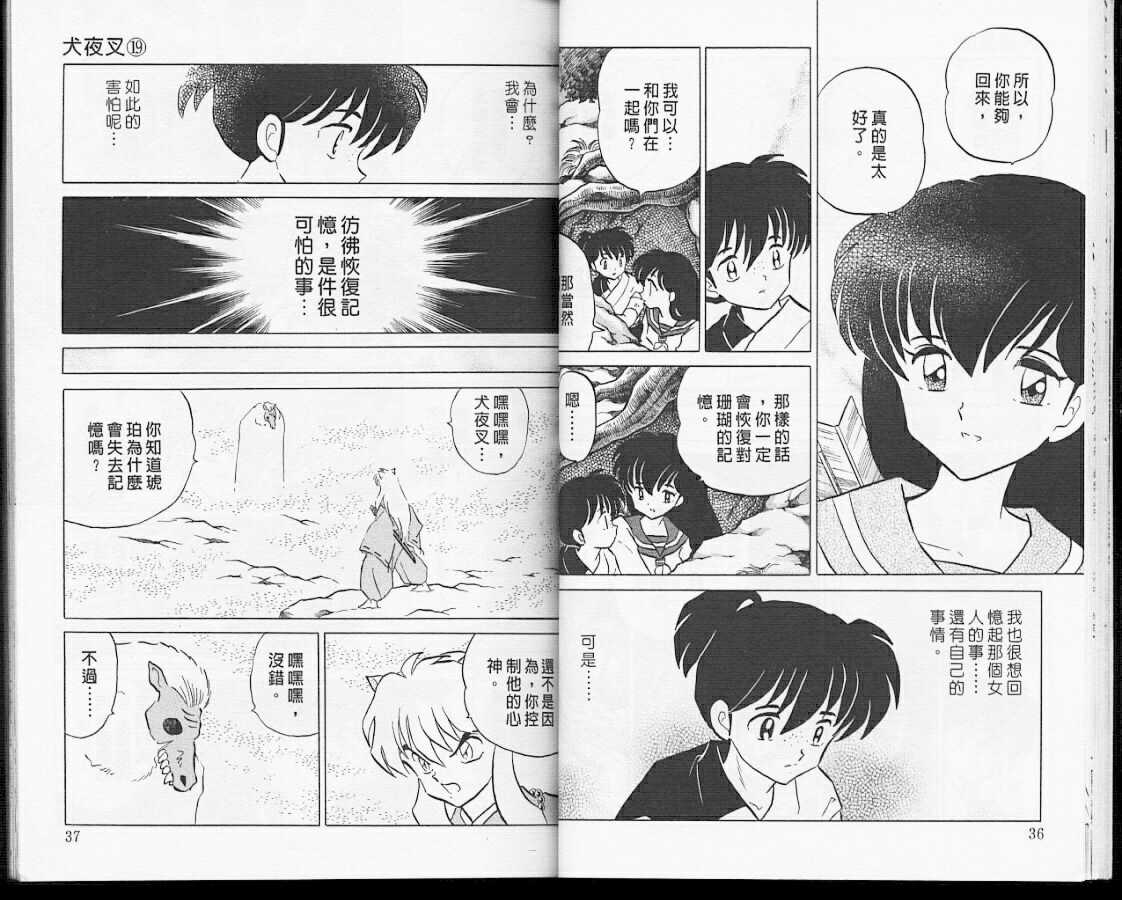 所以，
你能夠
回來，
真的是太
好了。
我可以…
和你們在
一起嗎？
那當然
那樣的話
，你一定
會恢復對
珊瑚的記
憶。
嗯……
我也很想回
憶起那個女
人的事……
還有自己的
事情。
可是……
36
犬夜叉⑲
為什麼？
我會…
如此的
害怕呢…
彷彿恢復記
憶，是件很
可怕的事…
嘿嘿嘿，
犬夜叉…
你知道琥
珀為什麼
會失去記
憶嗎？
還不是因
為，你控
制他的心
神。
嘿嘿嘿，
沒錯。
不過……
37